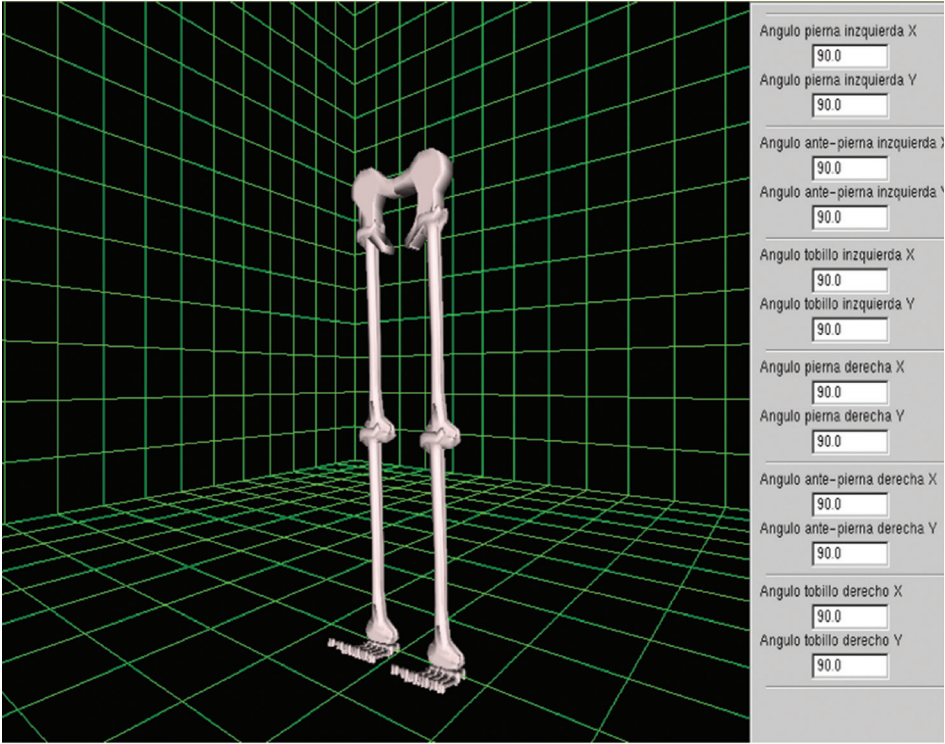 Angulo pierna inzquierda X
90.0
Angulo pierna inzquierda Y
90.0
Angulo ante-pierna inzquierda X
90.0
Angulo ante-pierna inzquierda Y
90.0
Angulo tobillo inzquierda X
90.0
Angulo tobillo inzquierda Y
90.0
Angulo pierna derecha X
90.0
Angulo pierna derecha Y
90.0
Angulo ante-pierna derecha X
90.0
Angulo ante-pierna derecha Y
90.0
Angulo tobillo derecho X
90.0
Angulo tobillo derecho Y
90.0